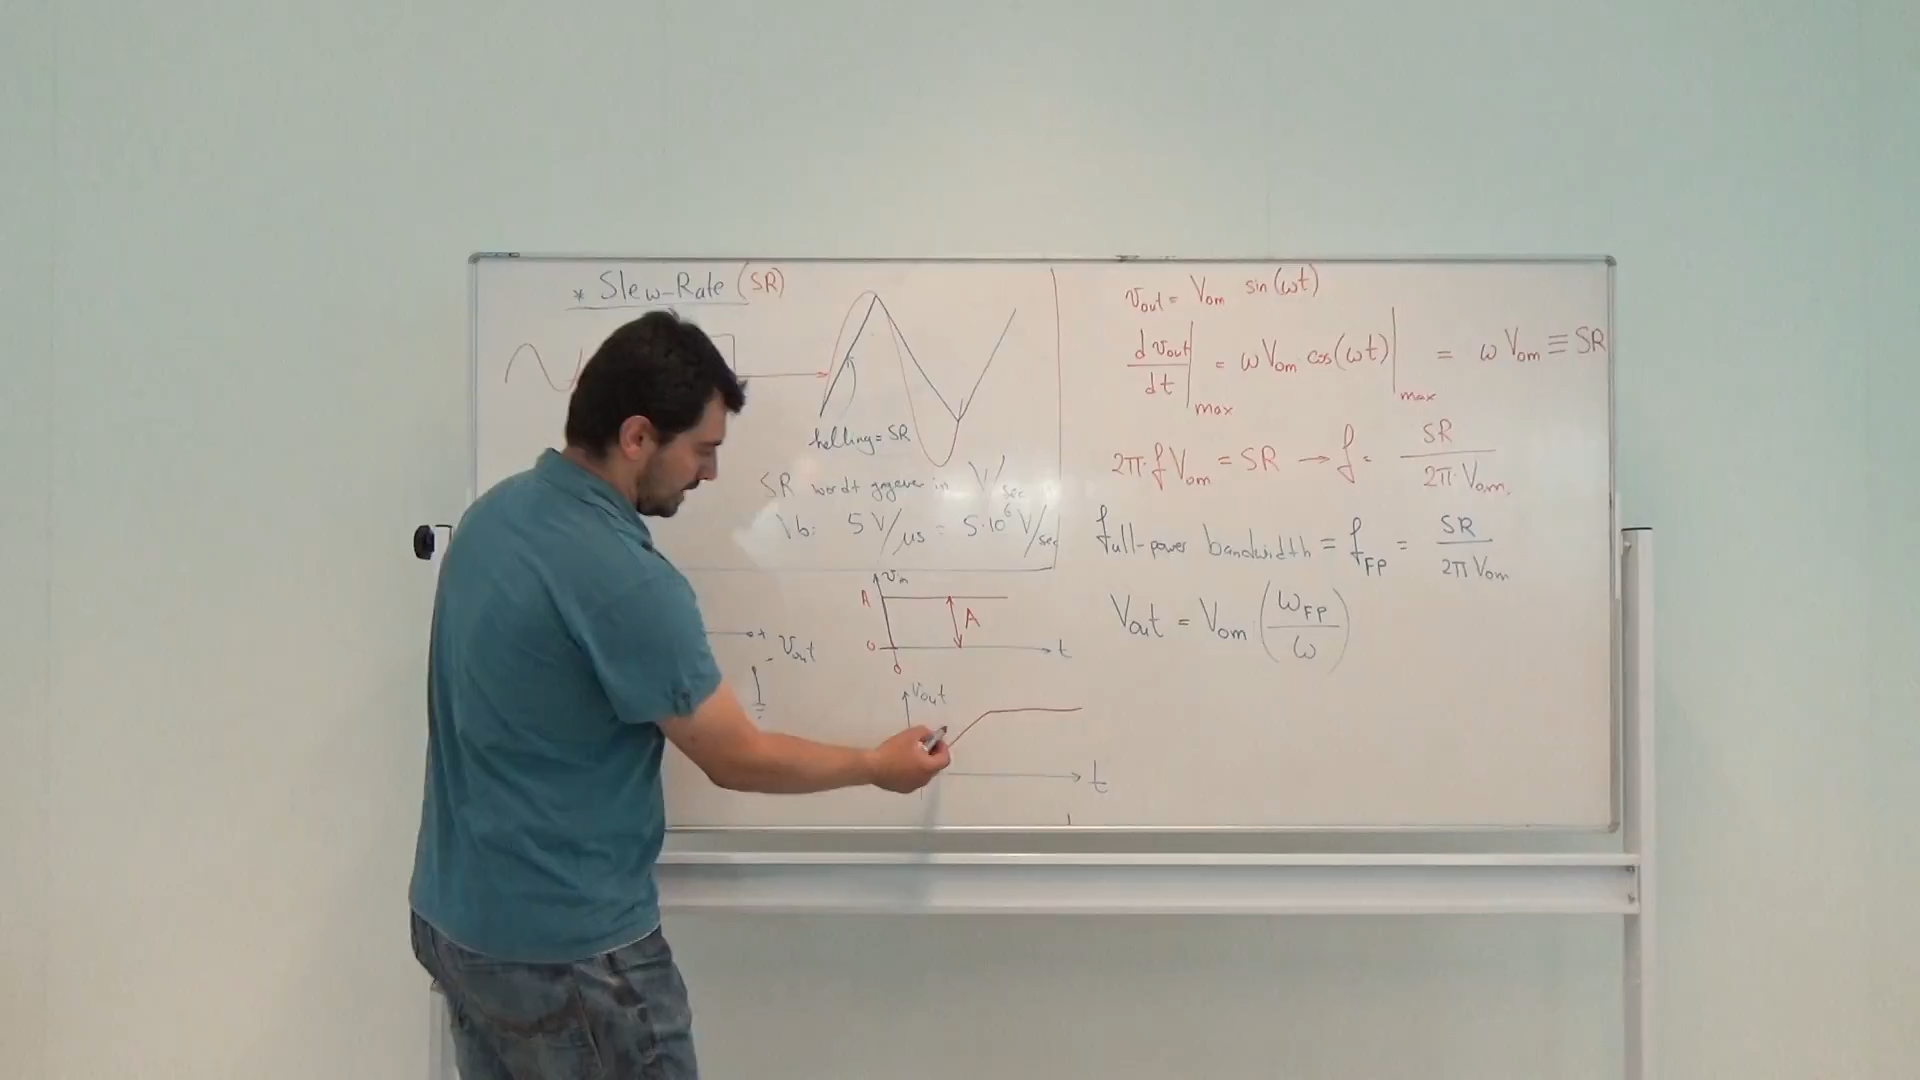 * Slew-Rate (SR)
helling = SR
SR wordt gegeven in V/sec
Vb: 5 V/µs = 5·10⁶ V/sec
v_in
A
A
0
t
0
+
V_out
-
V_out
t
v_out = V_om sin(ωt)
d v_out / dt |max = ω V_om cos(ωt) |max = ω V_om ≡ SR
2π·f V_om = SR → f = SR / 2π·V_om.
full-power bandwidth = f_FP = SR / 2π V_om
V_out = V_om (ω_FP / ω)